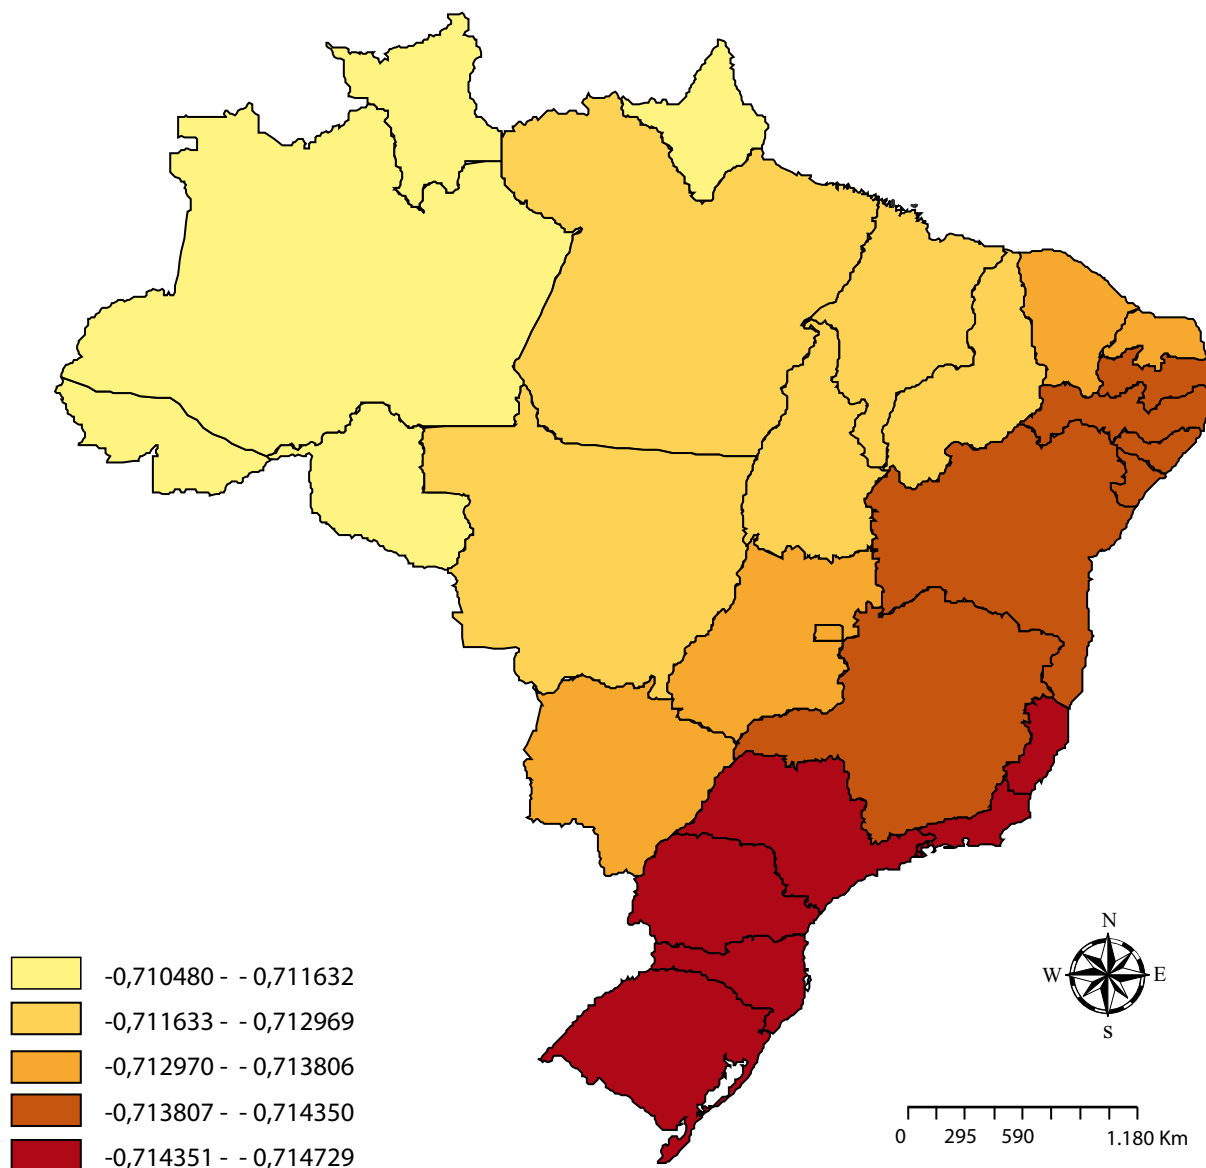 N
W E
S
-0,710480 - - 0,711632
-0,711633 - - 0,712969
-0,712970 - - 0,713806
-0,713807 - - 0,714350
-0,714351 - - 0,714729
0 295 590 1.180 Km